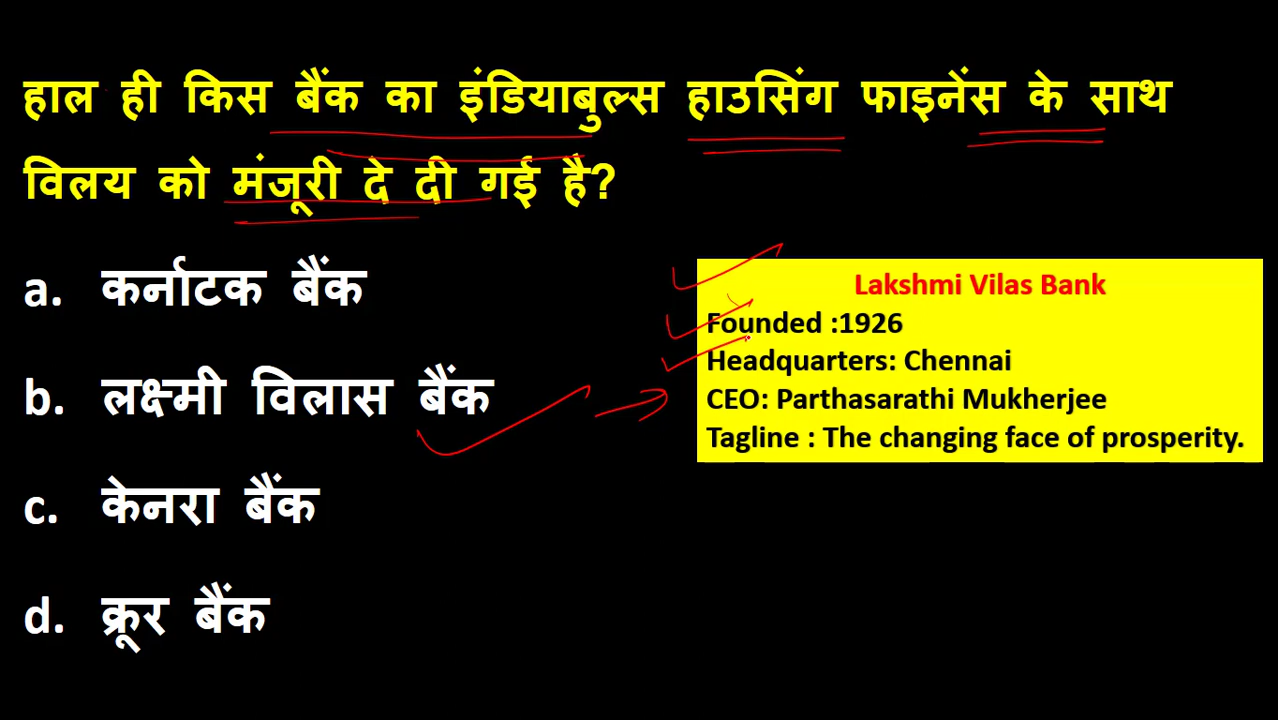 हाल ही किस बैंक का इंडियाबुल्स हाउसिंग फाइनेंस के साथ
विलय को मंजूरी दे दी गई है?
a. कर्नाटक बैंक
b. लक्ष्मी विलास बैंक
c. केनरा बैंक
d. क्रूर बैंक
Lakshmi Vilas Bank
Founded :1926
Headquarters: Chennai
CEO: Parthasarathi Mukherjee
Tagline : The changing face of prosperity.